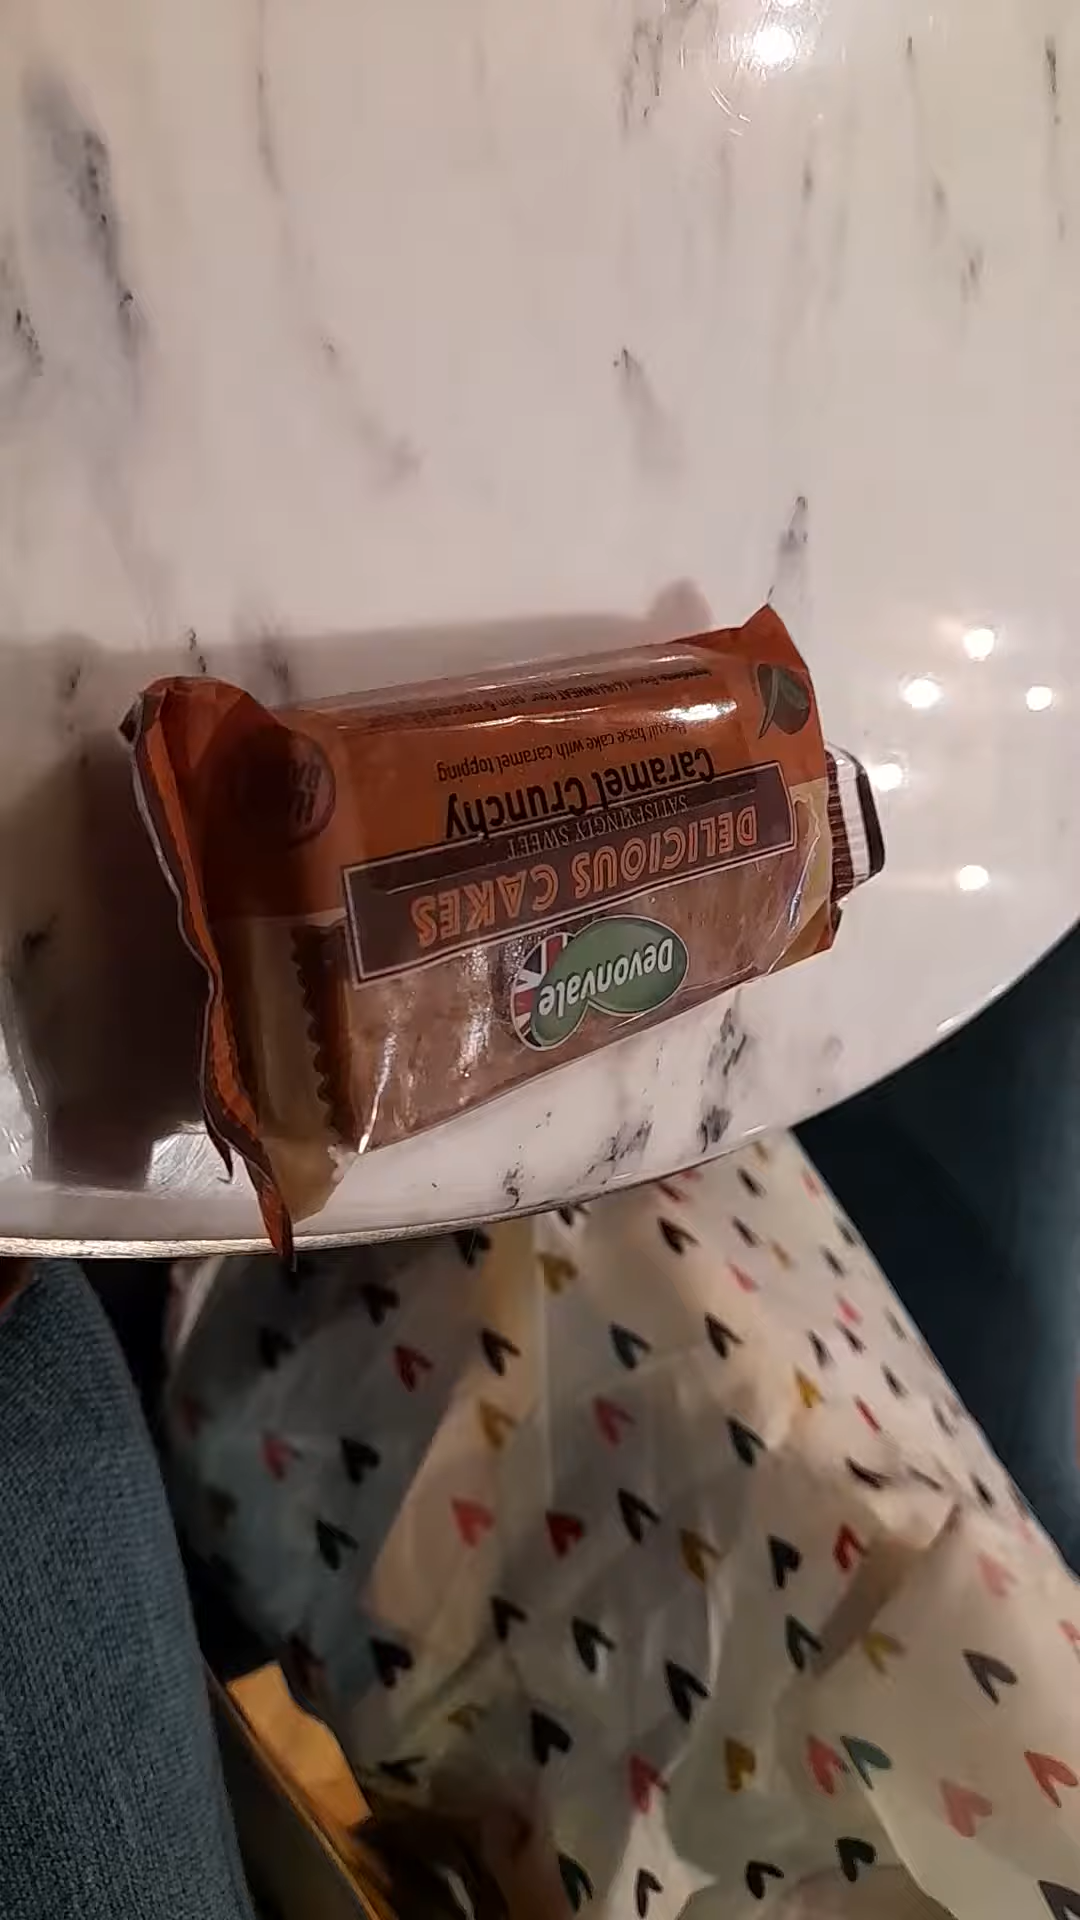 Devonvale
DELICIOUS CAKES
SATISFYINGLY SWEET
Caramel Crunchy
Biscuit base cake with caramel topping